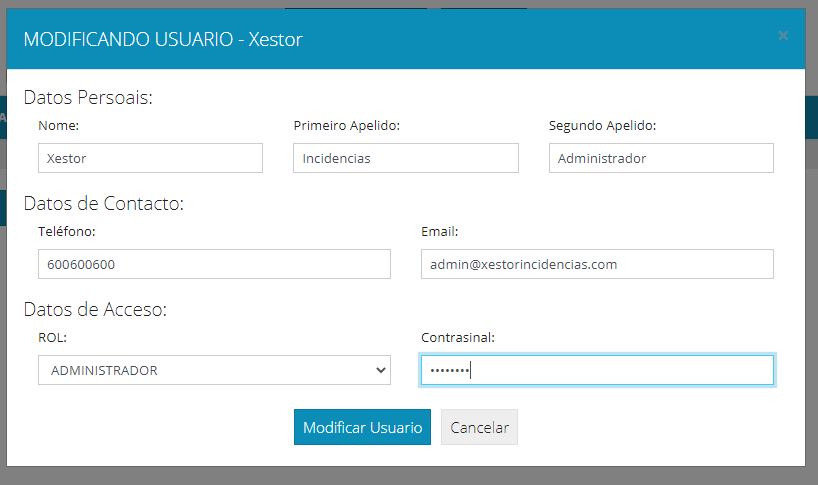 MODIFICANDO USUARIO - Xestor ×
Datos Persoais:
Nome: Primeiro Apelido: Segundo Apelido:
Xestor Incidencias Administrador
Datos de Contacto:
Teléfono: Email:
600600600 admin@xestorincidencias.com
Datos de Acceso:
ROL: Contrasinal:
ADMINISTRADOR ••••••••
Modificar Usuario Cancelar